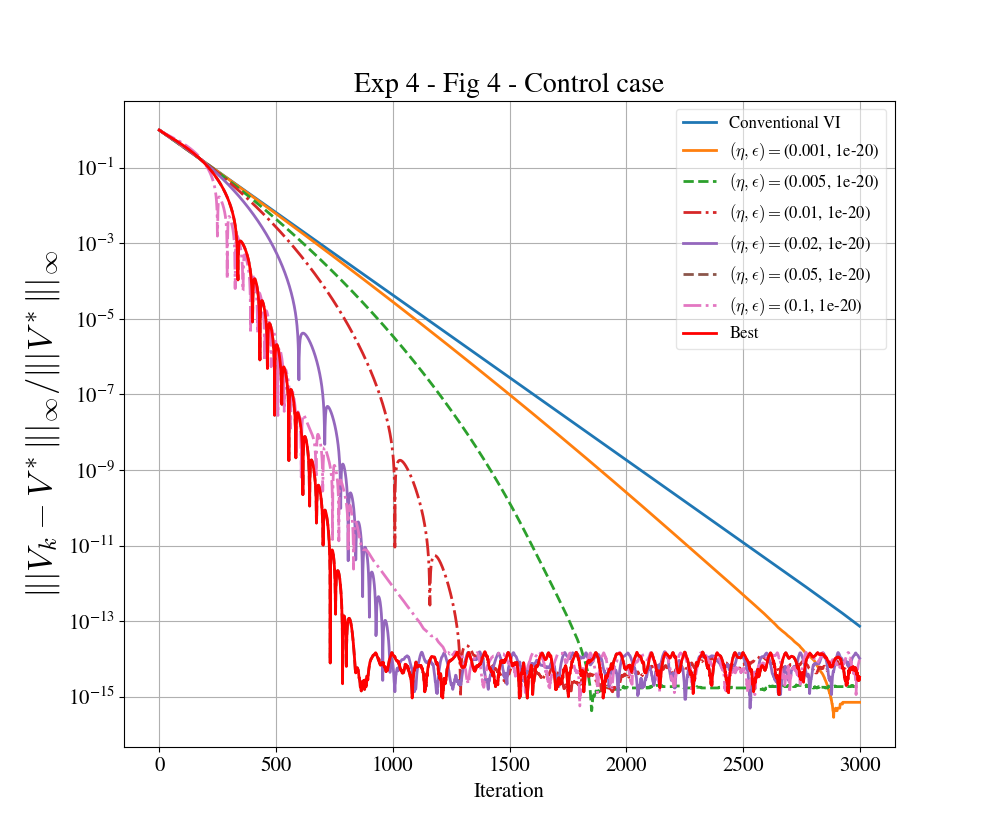 Exp 4 - Fig 4 - Control case
|||V_k − V*|||_∞/|||V*|||_∞
10^{-1}
10^{-3}
10^{-5}
10^{-7}
10^{-9}
10^{-11}
10^{-13}
10^{-15}
Conventional VI
(η, ϵ) = (0.001, 1e-20)
(η, ϵ) = (0.005, 1e-20)
(η, ϵ) = (0.01, 1e-20)
(η, ϵ) = (0.02, 1e-20)
(η, ϵ) = (0.05, 1e-20)
(η, ϵ) = (0.1, 1e-20)
Best
0 500 1000 1500 2000 2500 3000
Iteration